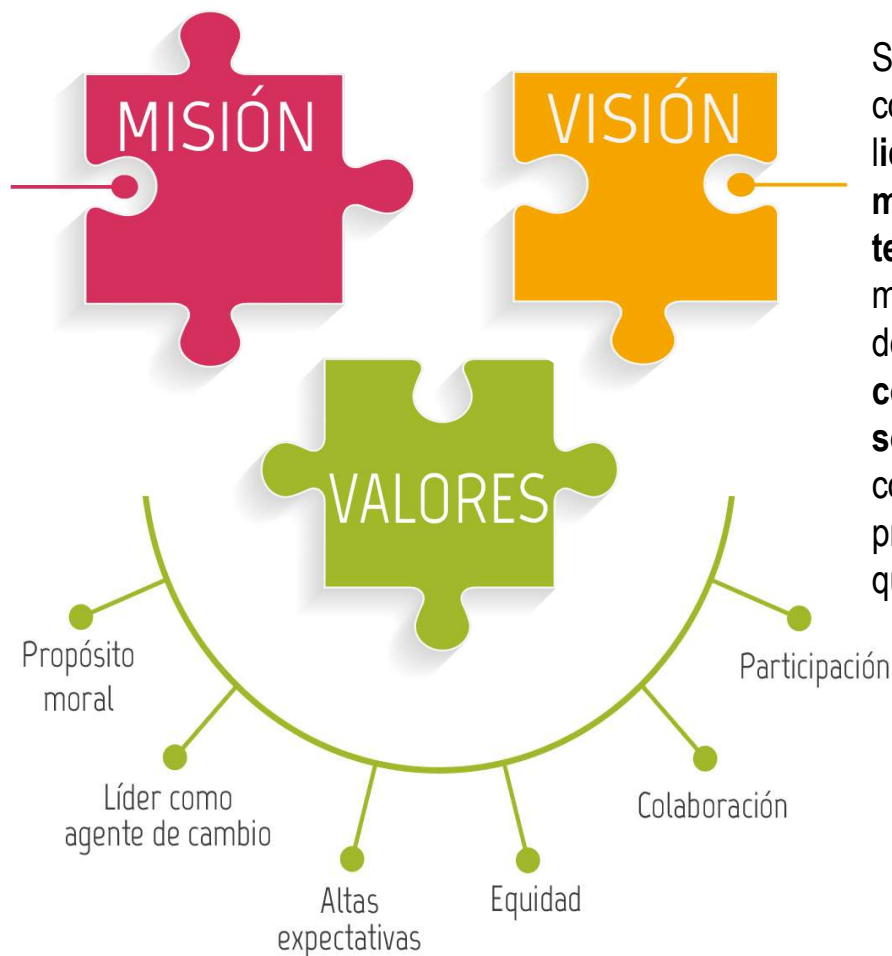 MISIÓN
VISIÓN
VALORES
Propósito
moral
Líder como
agente de cambio
Altas
expectativas
Equidad
Colaboración
Participación